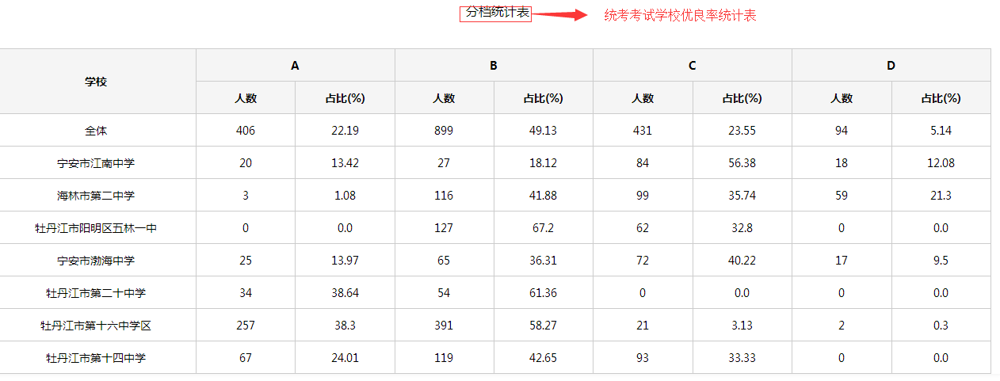 分档统计表 统考考试学校优良率统计表
学校 A B C D
人数 占比(%) 人数 占比(%) 人数 占比(%) 人数 占比(%)
全体 406 22.19 899 49.13 431 23.55 94 5.14
宁安市江南中学 20 13.42 27 18.12 84 56.38 18 12.08
海林市第二中学 3 1.08 116 41.88 99 35.74 59 21.3
牡丹江市阳明区五林一中 0 0.0 127 67.2 62 32.8 0 0.0
宁安市渤海中学 25 13.97 65 36.31 72 40.22 17 9.5
牡丹江市第二十中学 34 38.64 54 61.36 0 0.0 0 0.0
牡丹江市第十六中学区 257 38.3 391 58.27 21 3.13 2 0.3
牡丹江市第十四中学 67 24.01 119 42.65 93 33.33 0 0.0